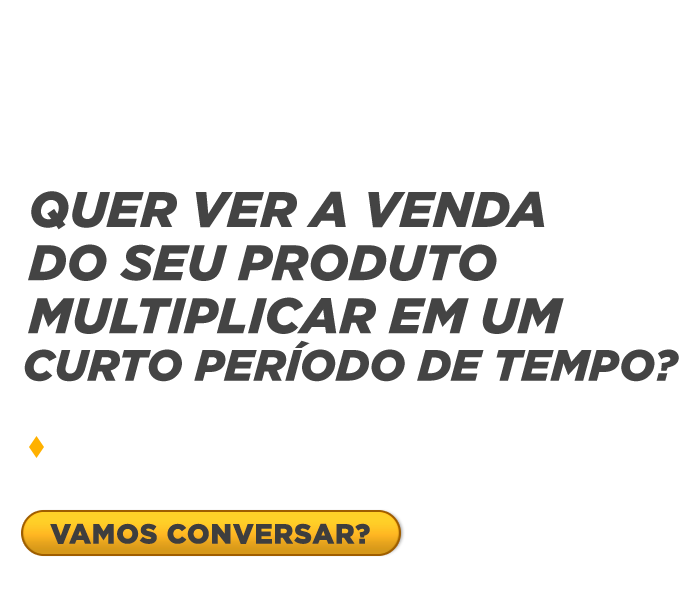 QUER VER A VENDA
DO SEU PRODUTO
MULTIPLICAR EM UM
CURTO PERÍODO DE TEMPO?
VAMOS CONVERSAR?